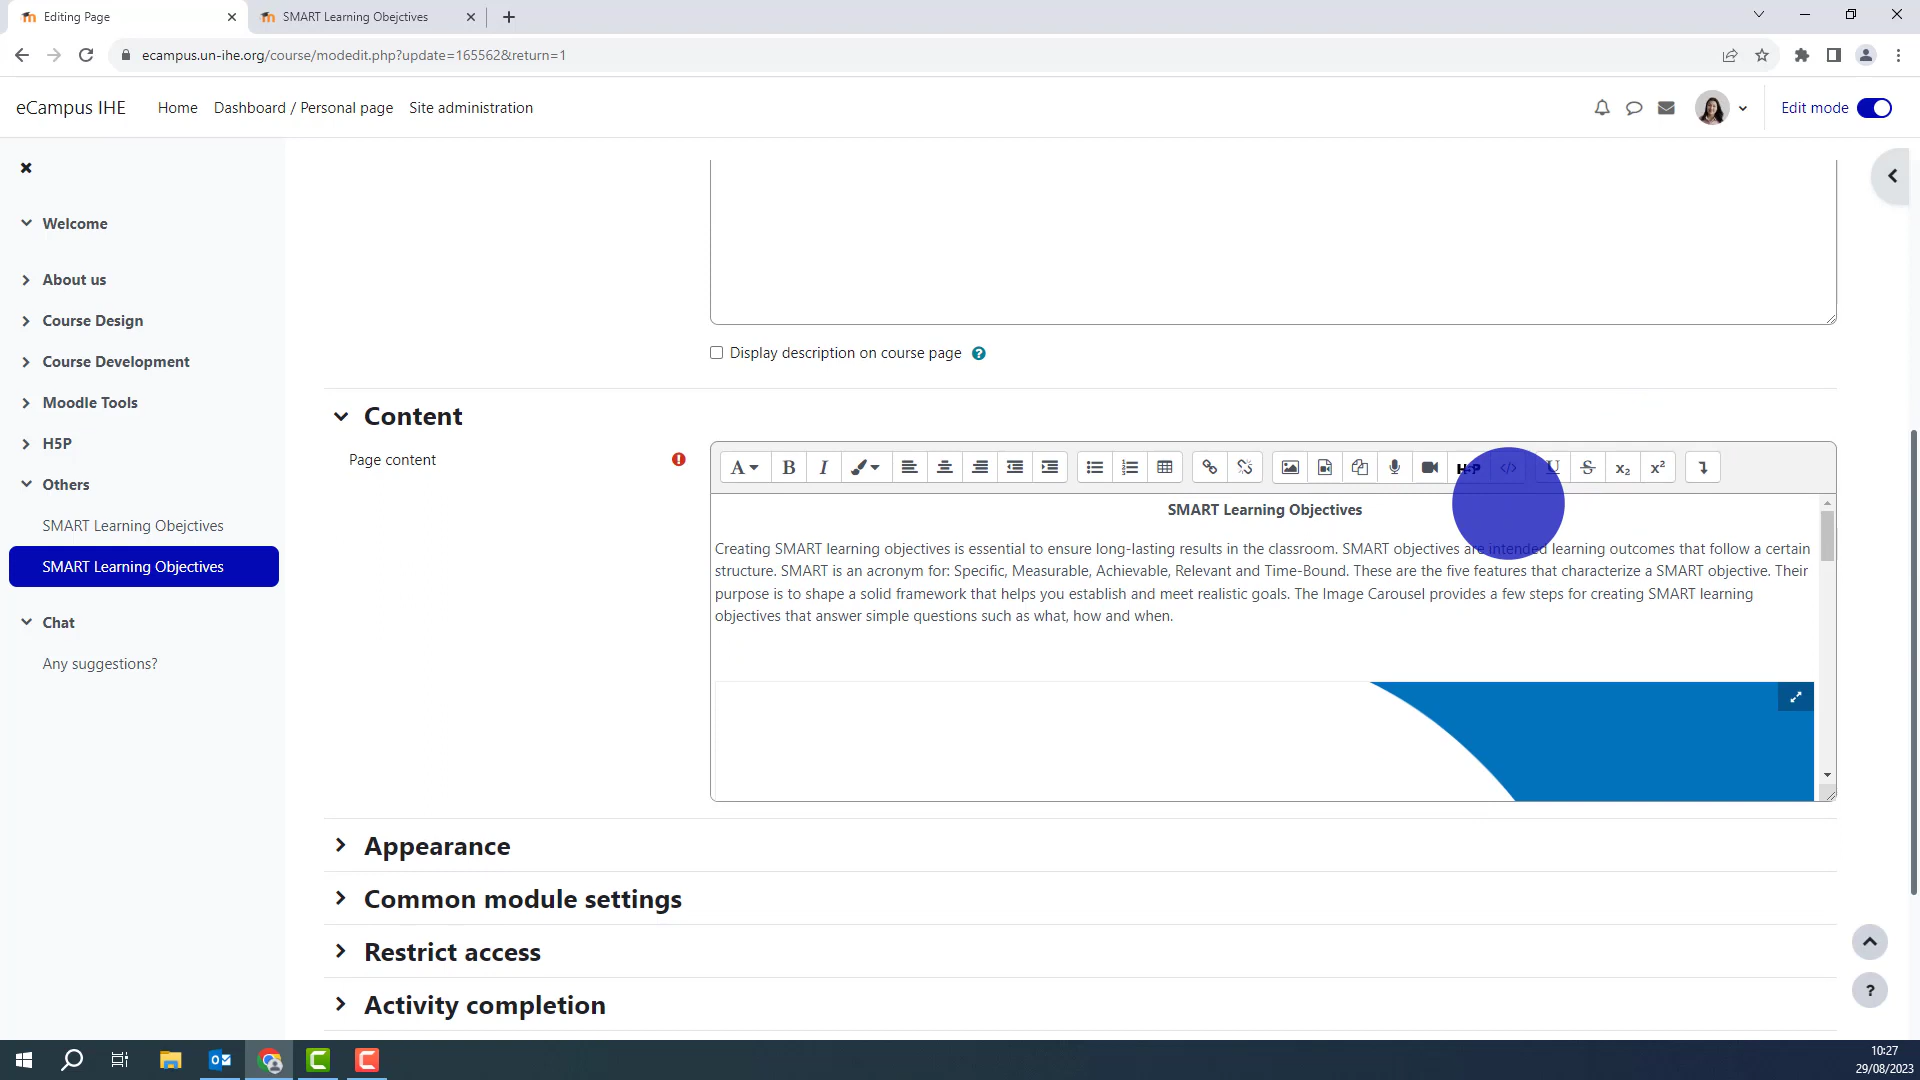 Editing Page
SMART Learning Obejctives
ecampus.un-ihe.org/course/modedit.php?update=165562&return=1
eCampus IHE
Home
Dashboard / Personal page
Site administration
Edit mode
Welcome
About us
Course Design
Course Development
Moodle Tools
H5P
Others
SMART Learning Obejctives
SMART Learning Objectives
Chat
Any suggestions?
Display description on course page
Content
Page content
A
B
I
H5P
U
S
x₂
x²
SMART Learning Objectives
Creating SMART learning objectives is essential to ensure long-lasting results in the classroom. SMART objectives are intended learning outcomes that follow a certain
structure. SMART is an acronym for: Specific, Measurable, Achievable, Relevant and Time-Bound. These are the five features that characterize a SMART objective. Their
purpose is to shape a solid framework that helps you establish and meet realistic goals. The Image Carousel provides a few steps for creating SMART learning
objectives that answer simple questions such as what, how and when.
Appearance
Common module settings
Restrict access
Activity completion
10:27
29/08/2023